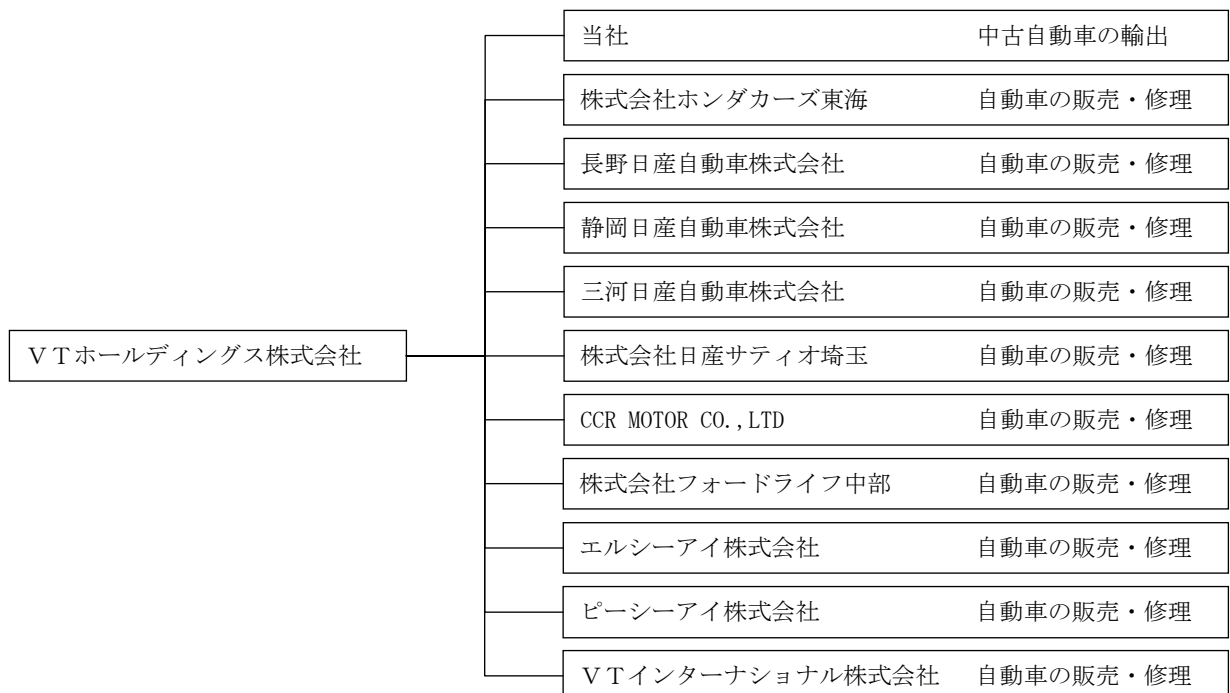 当社 中古自動車の輸出
株式会社ホンダカーズ東海 自動車の販売・修理
長野日産自動車株式会社 自動車の販売・修理
静岡日産自動車株式会社 自動車の販売・修理
三河日産自動車株式会社 自動車の販売・修理
ＶＴホールディングス株式会社
株式会社日産サティオ埼玉 自動車の販売・修理
CCR MOTOR CO.,LTD 自動車の販売・修理
株式会社フォードライフ中部 自動車の販売・修理
エルシーアイ株式会社 自動車の販売・修理
ピーシーアイ株式会社 自動車の販売・修理
ＶＴインターナショナル株式会社 自動車の販売・修理